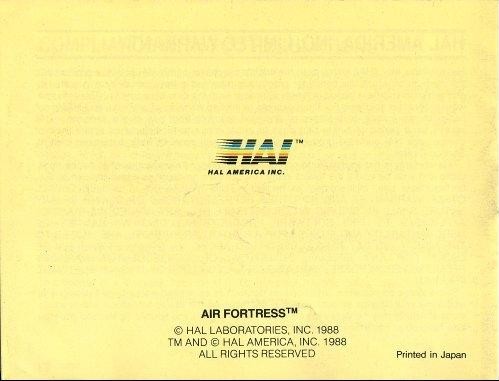 HAL™
HAL AMERICA INC.
AIR FORTRESS™
© HAL LABORATORIES, INC. 1988
TM AND © HAL AMERICA, INC. 1988
ALL RIGHTS RESERVED
Printed in Japan